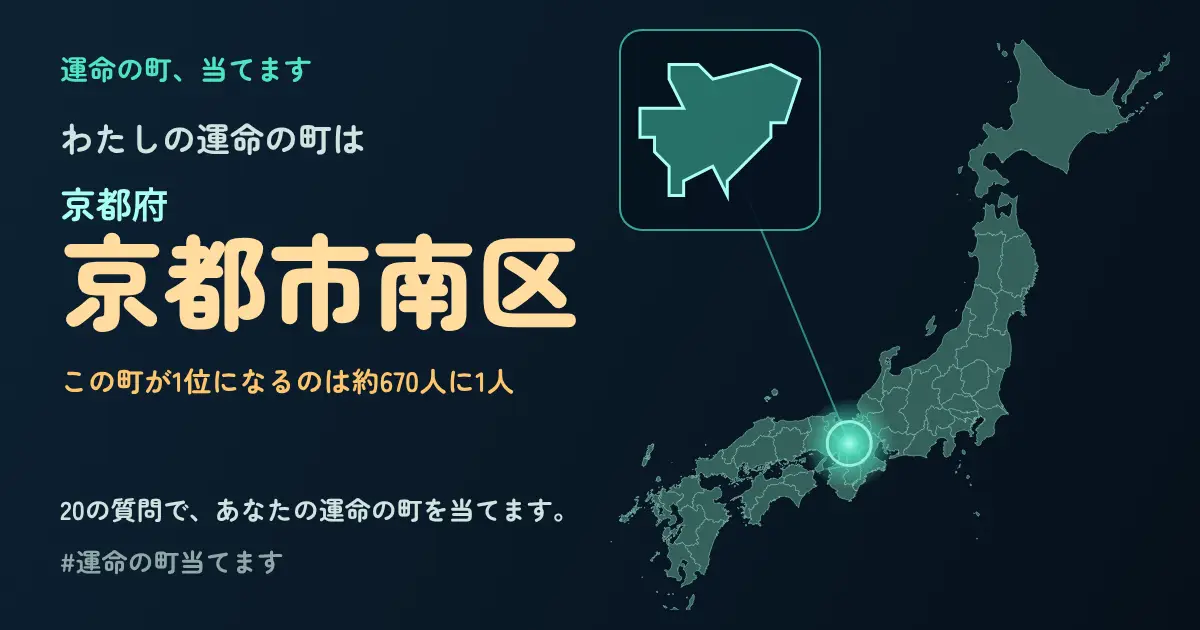 運命の町、当てます
わたしの運命の町は
京都府
京都市南区
この町が1位になるのは約670人に1人
20の質問で、あなたの運命の町を当てます。
#運命の町当てます